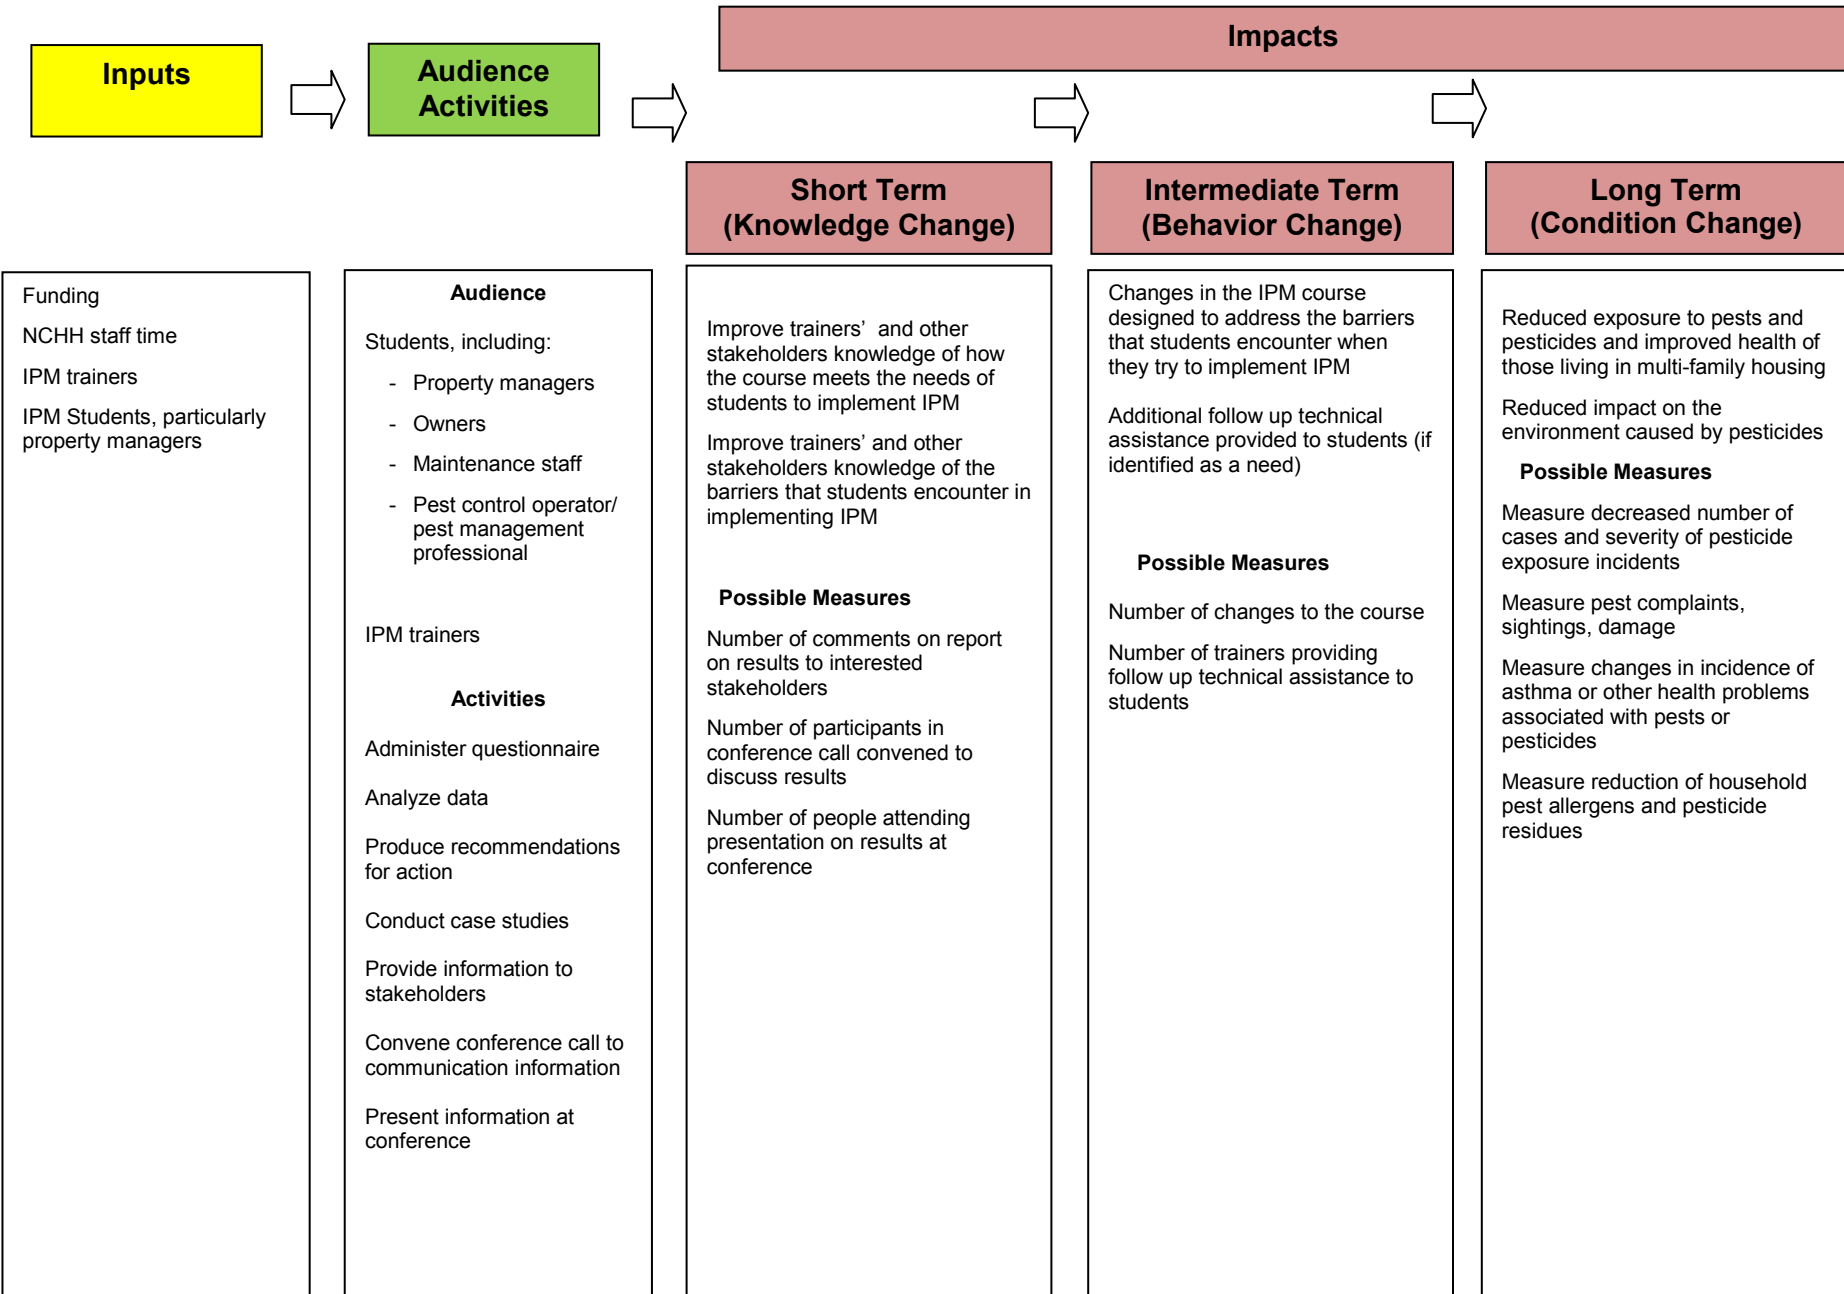 Impacts
Inputs
Audience
Activities
Short Term
(Knowledge Change)
Intermediate Term
(Behavior Change)
Long Term
(Condition Change)
Funding
NCHH staff time
IPM trainers
IPM Students, particularly
property managers
Audience
Students, including:
- Property managers
- Owners
- Maintenance staff
- Pest control operator/
pest management
professional
IPM trainers
Activities
Administer questionnaire
Analyze data
Produce recommendations
for action
Conduct case studies
Provide information to
stakeholders
Convene conference call to
communication information
Present information at
conference
Improve trainers’ and other
stakeholders knowledge of how
the course meets the needs of
students to implement IPM
Improve trainers’ and other
stakeholders knowledge of the
barriers that students encounter in
implementing IPM
Possible Measures
Number of comments on report
on results to interested
stakeholders
Number of participants in
conference call convened to
discuss results
Number of people attending
presentation on results at
conference
Changes in the IPM course
designed to address the barriers
that students encounter when
they try to implement IPM
Additional follow up technical
assistance provided to students (if
identified as a need)
Possible Measures
Number of changes to the course
Number of trainers providing
follow up technical assistance to
students
Reduced exposure to pests and
pesticides and improved health of
those living in multi-family housing
Reduced impact on the
environment caused by pesticides
Possible Measures
Measure decreased number of
cases and severity of pesticide
exposure incidents
Measure pest complaints,
sightings, damage
Measure changes in incidence of
asthma or other health problems
associated with pests or
pesticides
Measure reduction of household
pest allergens and pesticide
residues